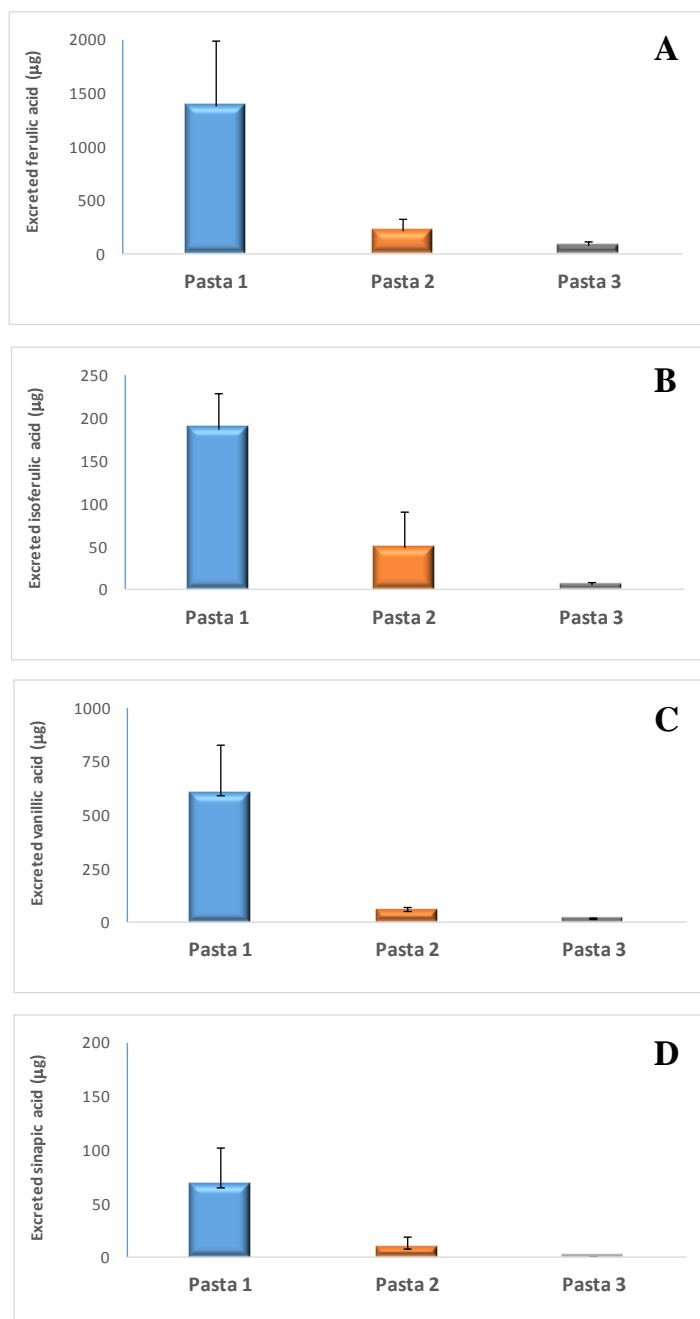 A
Excreted ferulic acid (µg)
2000
1500
1000
500
0
Pasta 1 Pasta 2 Pasta 3
B
Excreted isoferulic acid (µg)
250
200
150
100
50
0
Pasta 1 Pasta 2 Pasta 3
C
Excreted vanillic acid (µg)
1000
750
500
250
0
Pasta 1 Pasta 2 Pasta 3
D
Excreted sinapic acid (µg)
200
150
100
50
0
Pasta 1 Pasta 2 Pasta 3